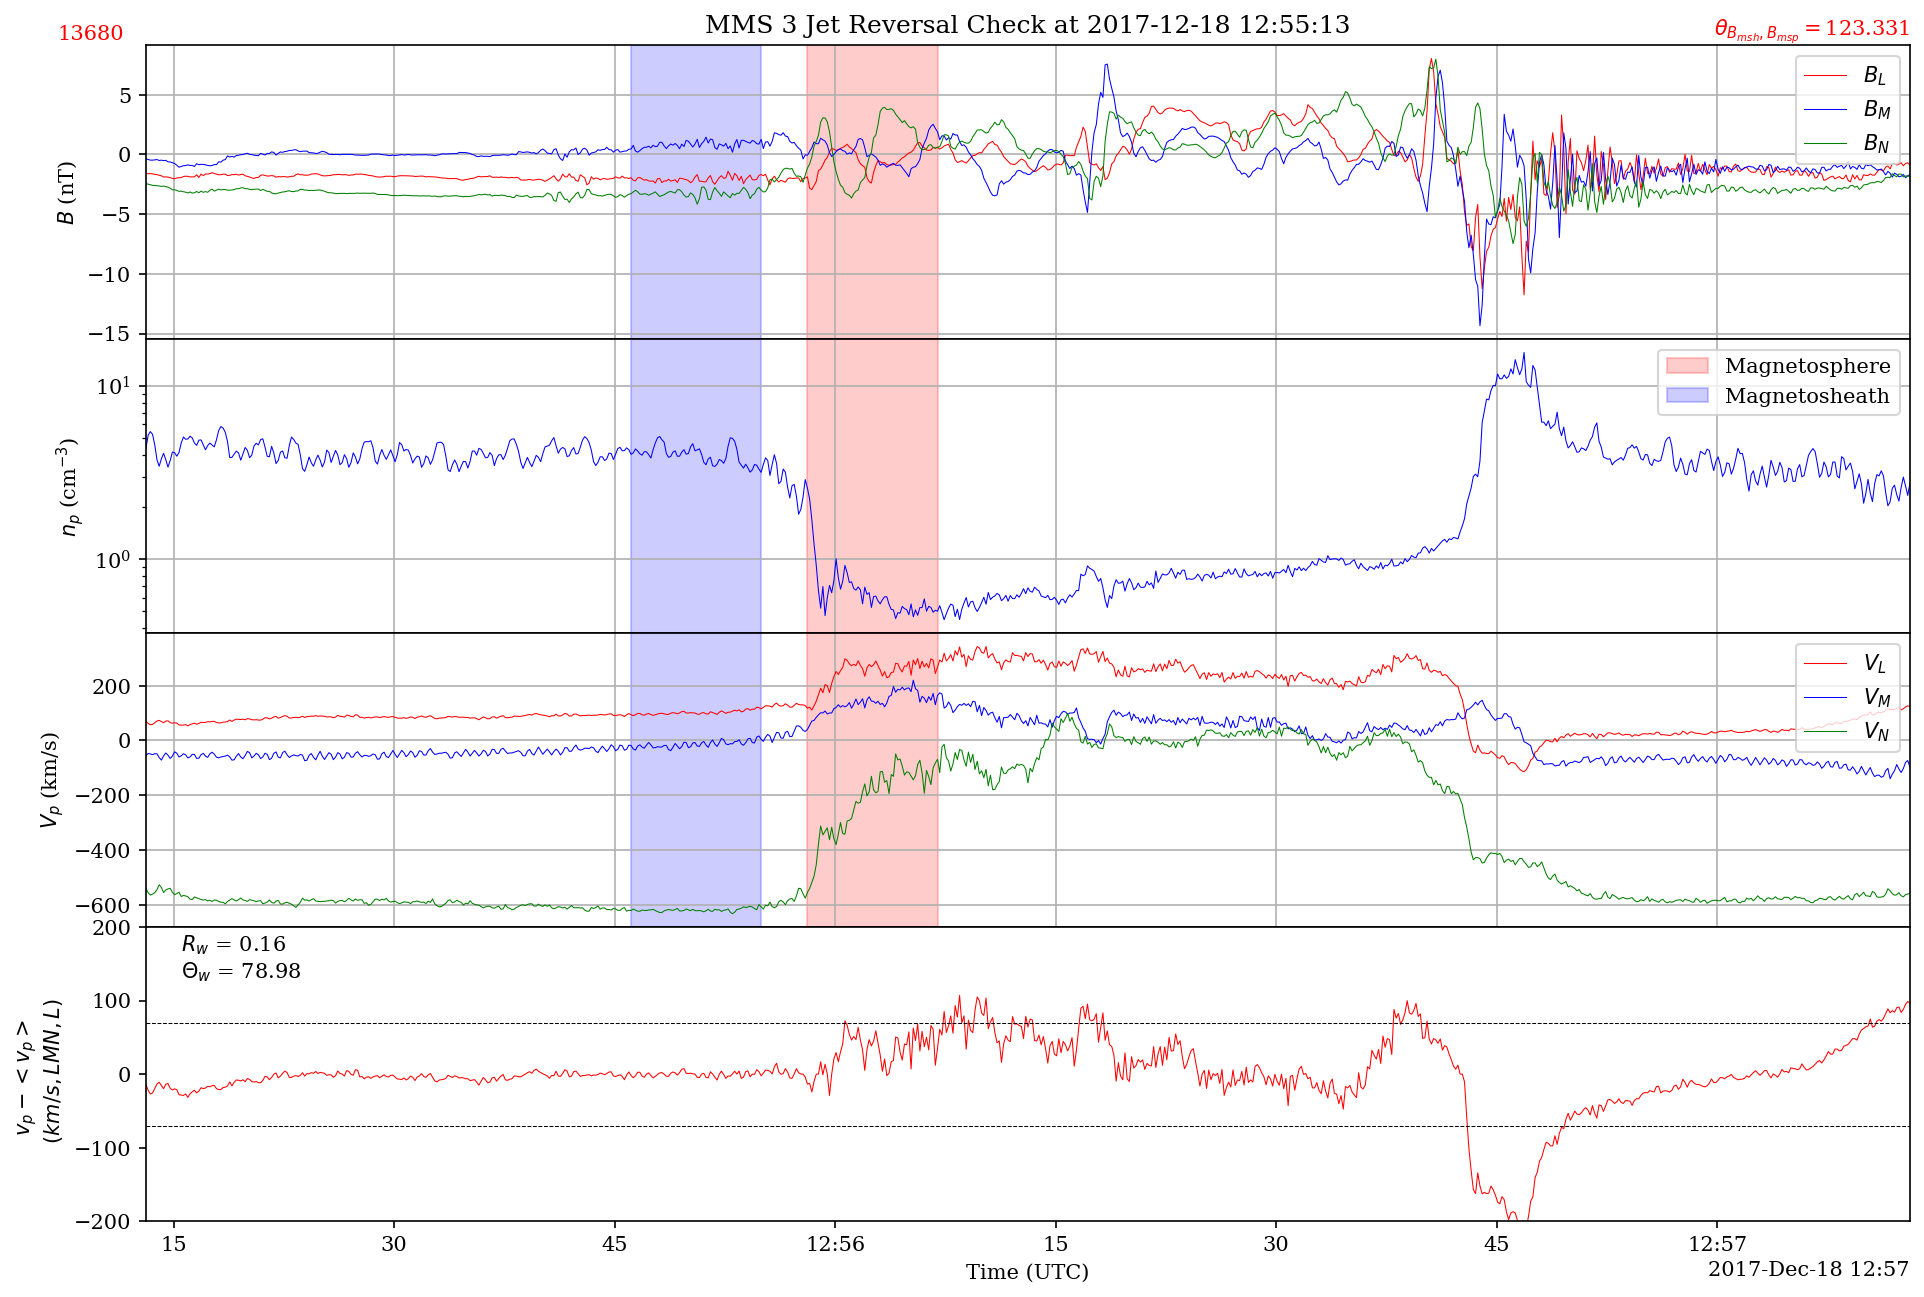 13680
MMS 3 Jet Reversal Check at 2017-12-18 12:55:13
θ_{B_{msh}, B_{msp}} = 123.331
B (nT)
5
0
−5
−10
−15
B_L
B_M
B_N
n_p (cm^{−3})
10^1
10^0
Magnetosphere
Magnetosheath
V_p (km/s)
200
0
−200
−400
−600
V_L
V_M
V_N
v_p − < v_p >
(km/s, LMN, L)
200
100
0
−100
−200
R_w = 0.16
Θ_w = 78.98
15 30 45 12:56 15 30 45 12:57
Time (UTC)
2017-Dec-18 12:57